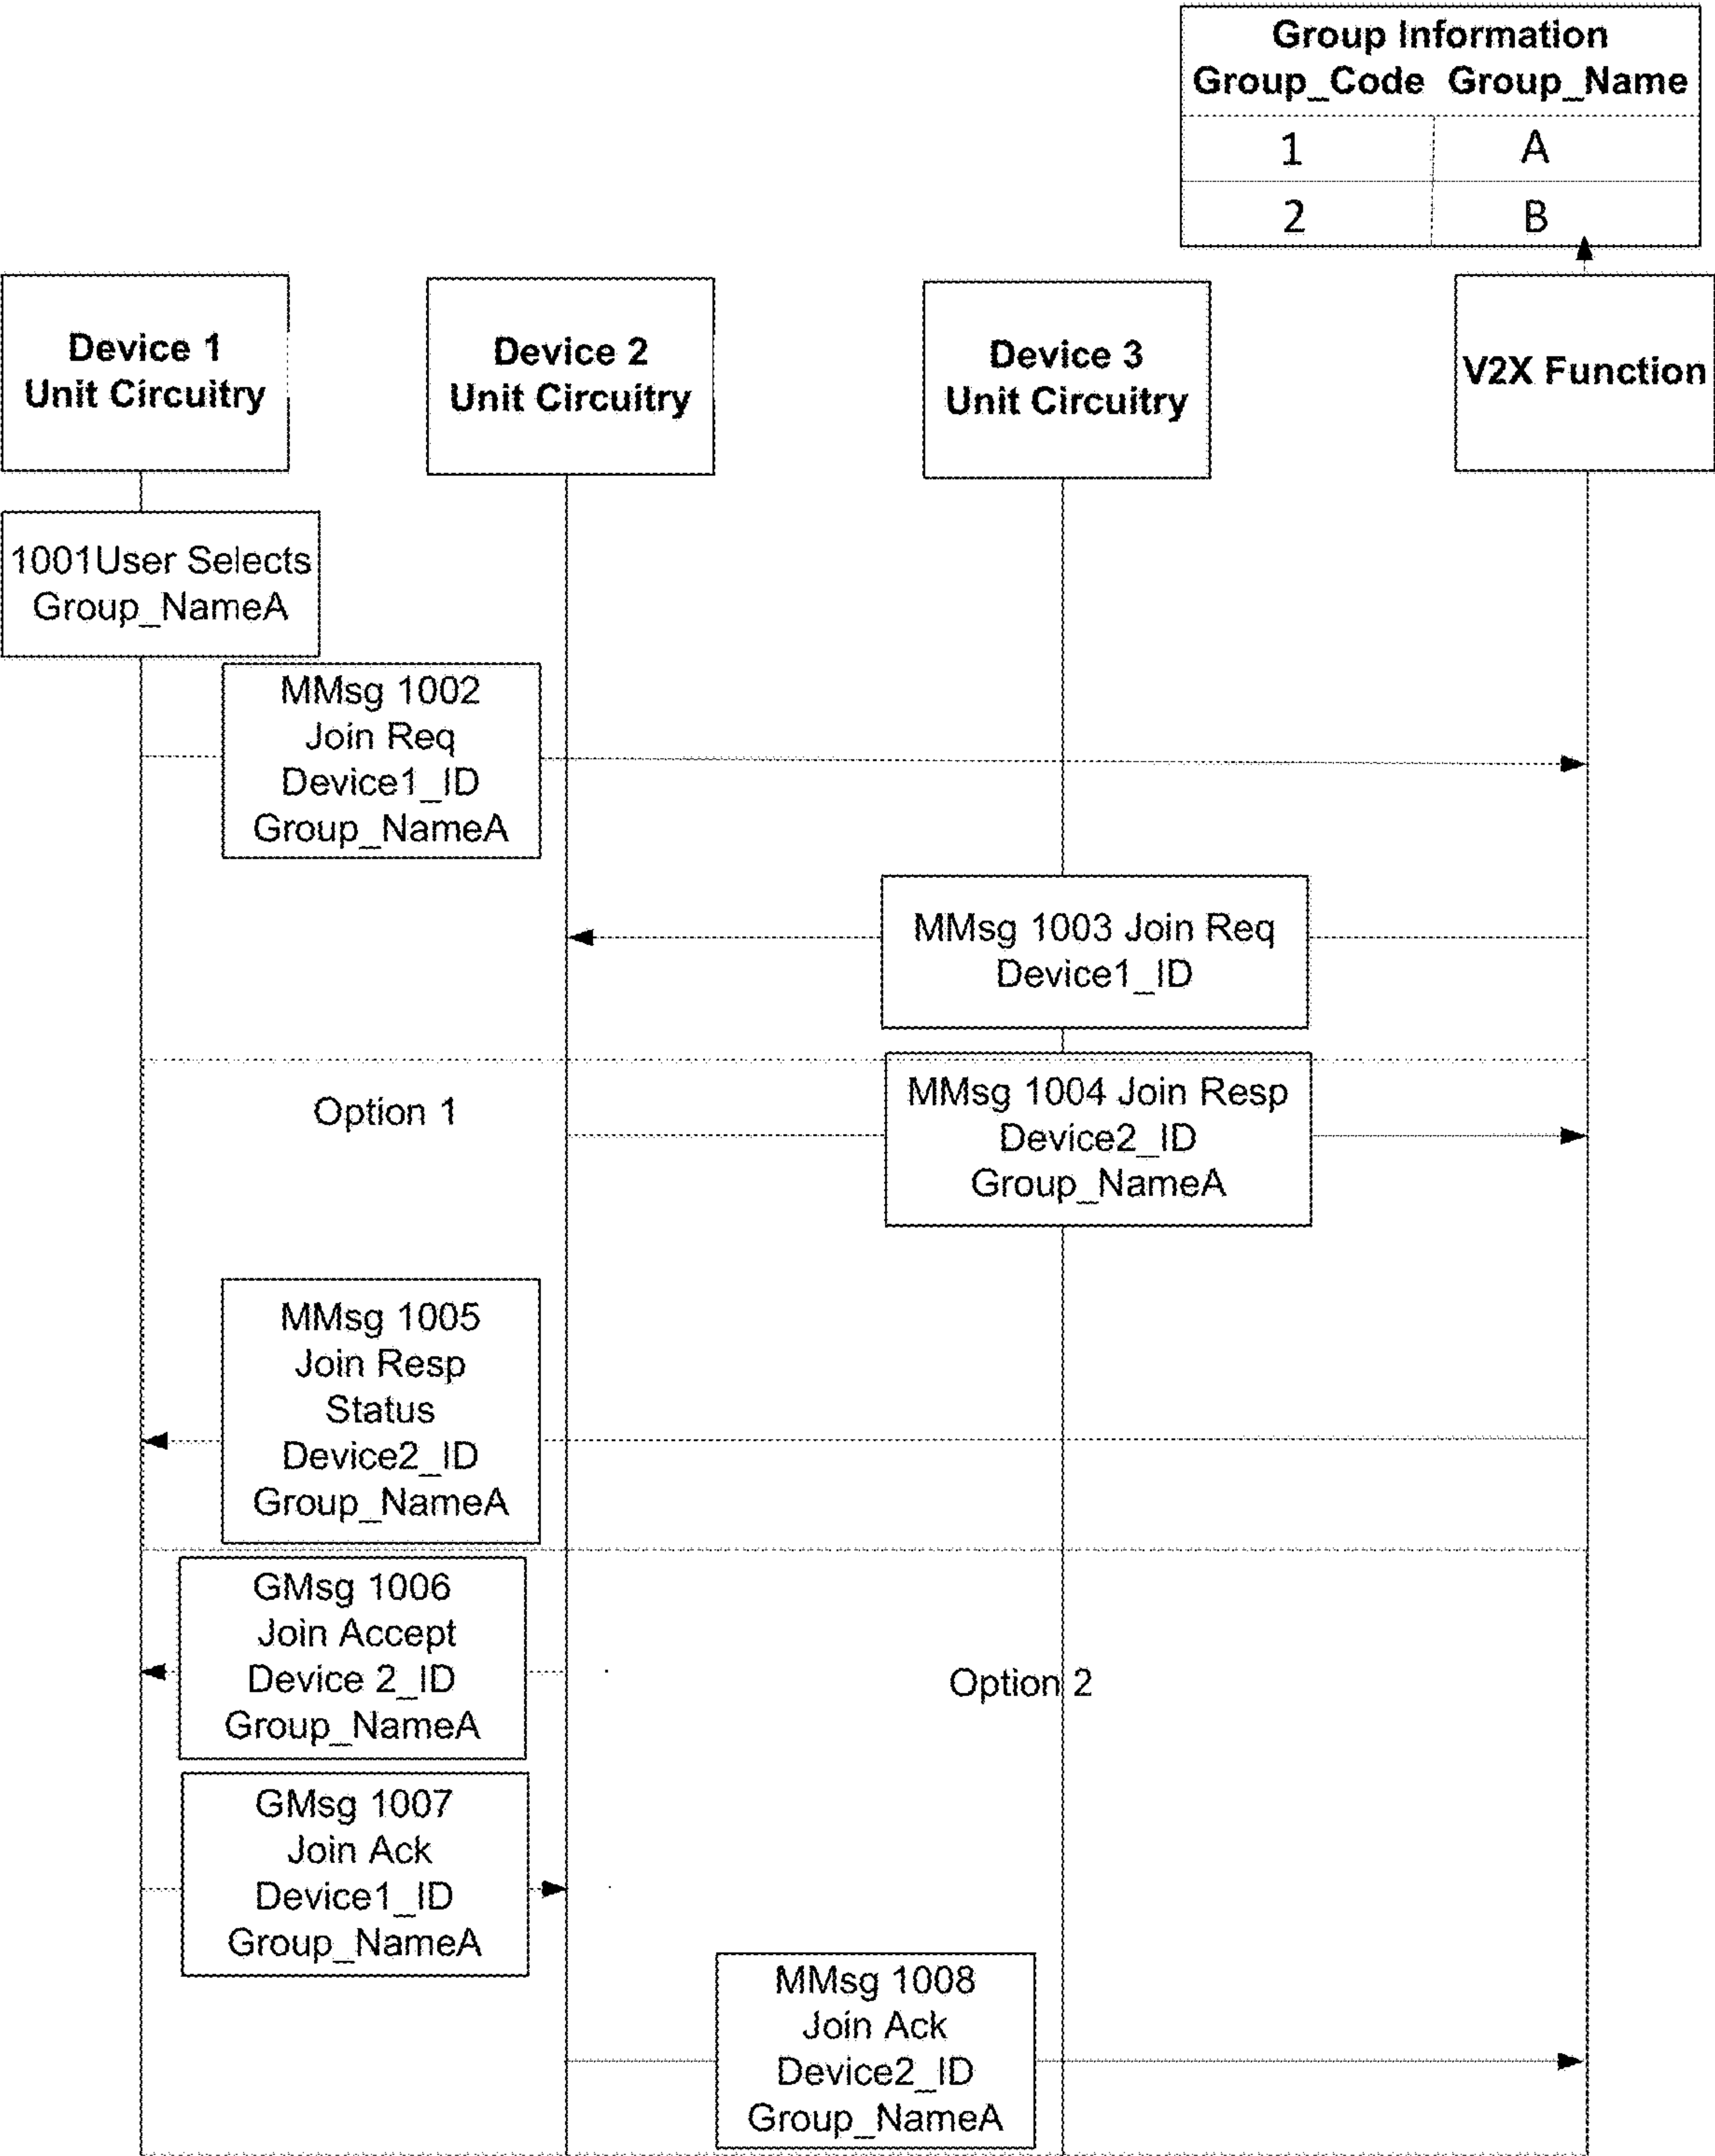 Group Information
Group_Code Group_Name
1 A
2 B
Device 1
Unit Circuitry
Device 2
Unit Circuitry
Device 3
Unit Circuitry
V2X Function
1001User Selects
Group_NameA
MMsg 1002
Join Req
Device1_ID
Group_NameA
MMsg 1003 Join Req
Device1_ID
Option 1
MMsg 1004 Join Resp
Device2_ID
Group_NameA
MMsg 1005
Join Resp
Status
Device2_ID
Group_NameA
GMsg 1006
Join Accept
Device 2_ID
Group_NameA
Option 2
GMsg 1007
Join Ack
Device1_ID
Group_NameA
MMsg 1008
Join Ack
Device2_ID
Group_NameA